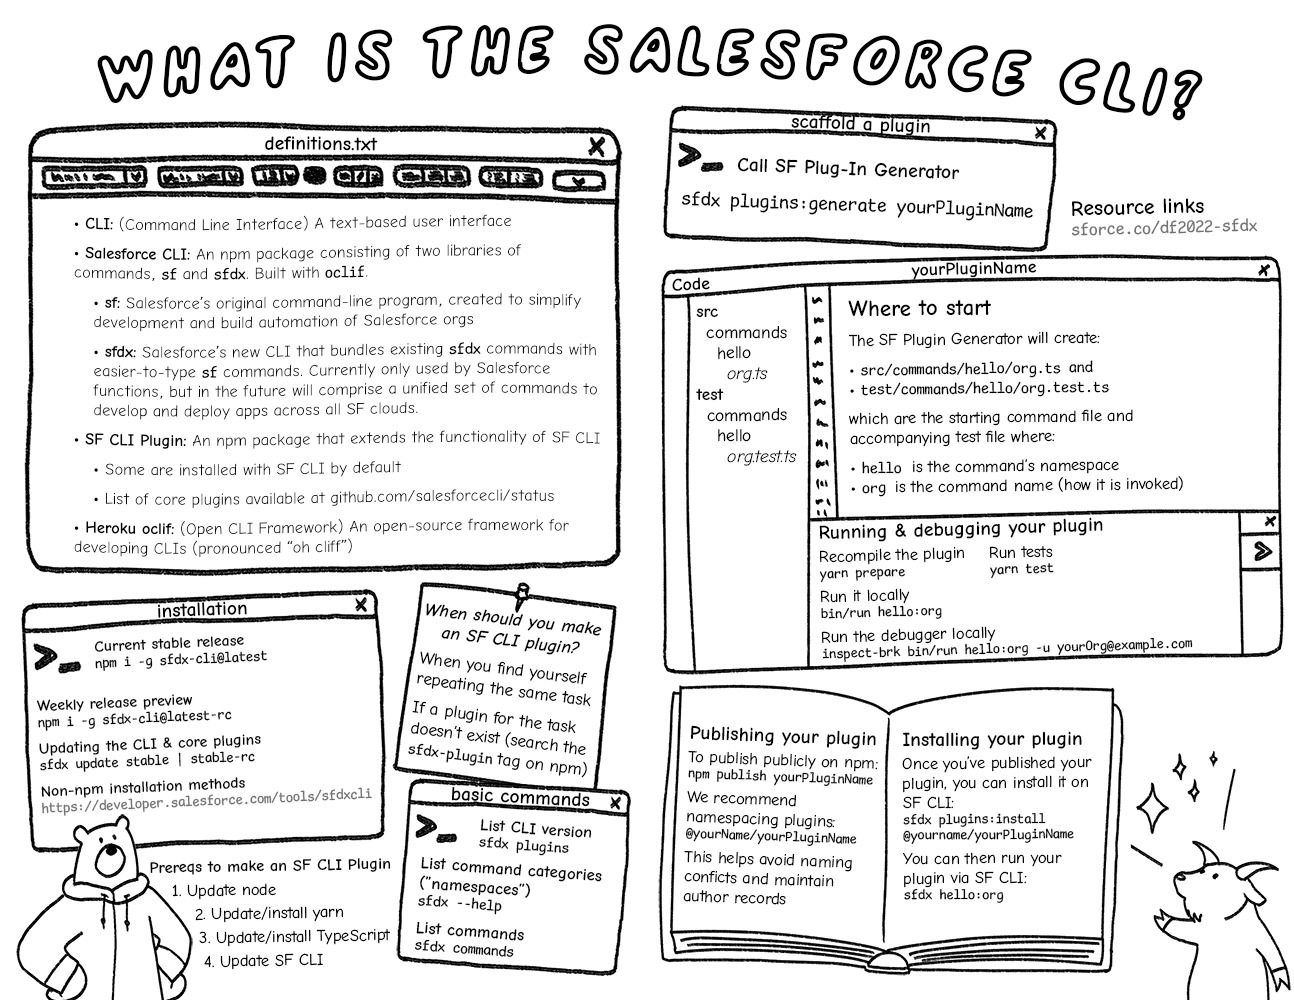 WHAT IS THE SALESFORCE CLI?
definitions.txt
• CLI: (Command Line Interface) A text-based user interface
• Salesforce CLI: An npm package consisting of two libraries of
commands, sf and sfdx. Built with oclif.
• sf: Salesforce's original command-line program, created to simplify
development and build automation of Salesforce orgs
• sfdx: Salesforce's new CLI that bundles existing sfdx commands with
easier-to-type sf commands. Currently only used by Salesforce
functions, but in the future will comprise a unified set of commands to
develop and deploy apps across all SF clouds.
• SF CLI Plugin: An npm package that extends the functionality of SF CLI
• Some are installed with SF CLI by default
• List of core plugins available at github.com/salesforcecli/status
• Heroku oclif: (Open CLI Framework) An open-source framework for
developing CLIs (pronounced "oh cliff")
installation
Current stable release
npm i -g sfdx-cli@latest
Weekly release preview
npm i -g sfdx-cli@latest-rc
Updating the CLI & core plugins
sfdx update stable | stable-rc
Non-npm installation methods
https://developer.salesforce.com/tools/sfdxcli
Prereqs to make an SF CLI Plugin
1. Update node
2. Update/install yarn
3. Update/install TypeScript
4. Update SF CLI
When should you make
an SF CLI plugin?
When you find yourself
repeating the same task
If a plugin for the task
doesn't exist (search the
sfdx-plugin tag on npm)
basic commands
List CLI version
sfdx plugins
List command categories
("namespaces")
sfdx --help
List commands
sfdx commands
scaffold a plugin
Call SF Plug-In Generator
sfdx plugins:generate yourPluginName
Resource links
sforce.co/df2022-sfdx
yourPluginName
Code
src
commands
hello
org.ts
test
commands
hello
org.test.ts
Where to start
The SF Plugin Generator will create:
• src/commands/hello/org.ts and
• test/commands/hello/org.test.ts
which are the starting command file and
accompanying test file where:
• hello is the command's namespace
• org is the command name (how it is invoked)
Running & debugging your plugin
Recompile the plugin
yarn prepare
Run tests
yarn test
Run it locally
bin/run hello:org
Run the debugger locally
inspect-brk bin/run hello:org -u yourOrg@example.com
Publishing your plugin
To publish publicly on npm:
npm publish yourPluginName
We recommend
namespacing plugins:
@yourName/yourPluginName
This helps avoid naming
conficts and maintain
author records
Installing your plugin
Once you've published your
plugin, you can install it on
SF CLI:
sfdx plugins:install
@yourname/yourPluginName
You can then run your
plugin via SF CLI:
sfdx hello:org